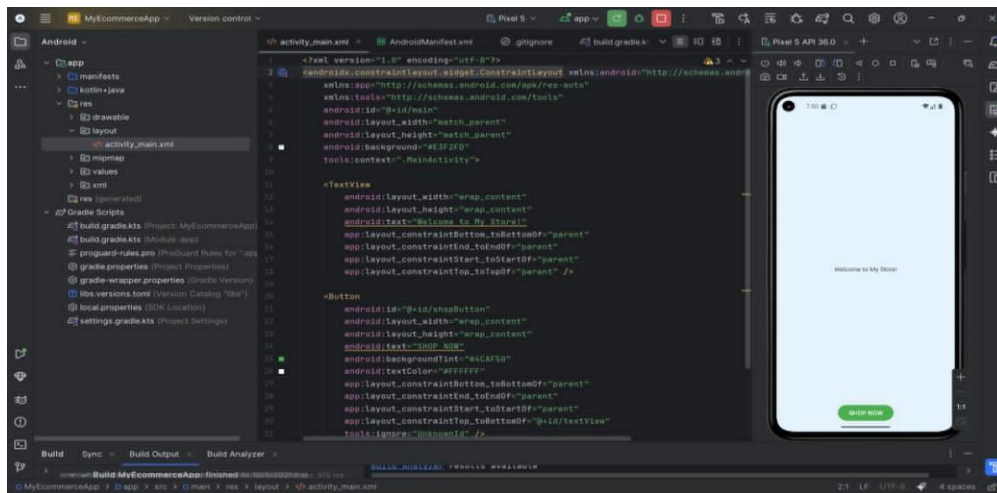 ME MyEcommerceApp Version control Pixel 5 app
Android
activity_main.xml AndroidManifest.xml .gitignore build.gradle.k Pixel 5 API 36.0
app
manifests
kotlin+java
res
drawable
layout
activity_main.xml
mipmap
values
xml
res (generated)
Gradle Scripts
build.gradle.kts (Project: MyEcommerceApp)
build.gradle.kts (Module :app)
proguard-rules.pro (ProGuard Rules for ":app
gradle.properties (Project Properties)
gradle-wrapper.properties (Gradle Version)
libs.versions.toml (Version Catalog "libs")
local.properties (SDK Location)
settings.gradle.kts (Project Settings)
<?xml version="1.0" encoding="utf-8"?>
3
<androidx.constraintlayout.widget.ConstraintLayout xmlns:android="http://schemas.andro
xmlns:app="http://schemas.android.com/apk/res-auto"
xmlns:tools="http://schemas.android.com/tools"
android:id="@+id/main"
android:layout_width="match_parent"
android:layout_height="match_parent"
android:background="#E3F2FD"
tools:context=".MainActivity">
<TextView
android:layout_width="wrap_content"
android:layout_height="wrap_content"
android:text="Welcome to My Store!"
app:layout_constraintBottom_toBottomOf="parent"
app:layout_constraintEnd_toEndOf="parent"
app:layout_constraintStart_toStartOf="parent"
app:layout_constraintTop_toTopOf="parent" />
<Button
android:id="@+id/shopButton"
android:layout_width="wrap_content"
android:layout_height="wrap_content"
android:text="SHOP NOW"
android:backgroundTint="#4CAF50"
android:textColor="#FFFFFF"
app:layout_constraintBottom_toBottomOf="parent"
app:layout_constraintEnd_toEndOf="parent"
app:layout_constraintStart_toStartOf="parent"
app:layout_constraintTop_toBottomOf="@+id/textView"
tools:ignore="UnknownId" />
7:00
Welcome to My Store!
SHOP NOW
1:1
Build Sync Build Output Build Analyzer
Build MyEcommerceApp: finished
Build Analyzer results available
MyEcommerceApp > app > src > main > res > layout > activity_main.xml
2:1 LF UTF-8 4 spaces